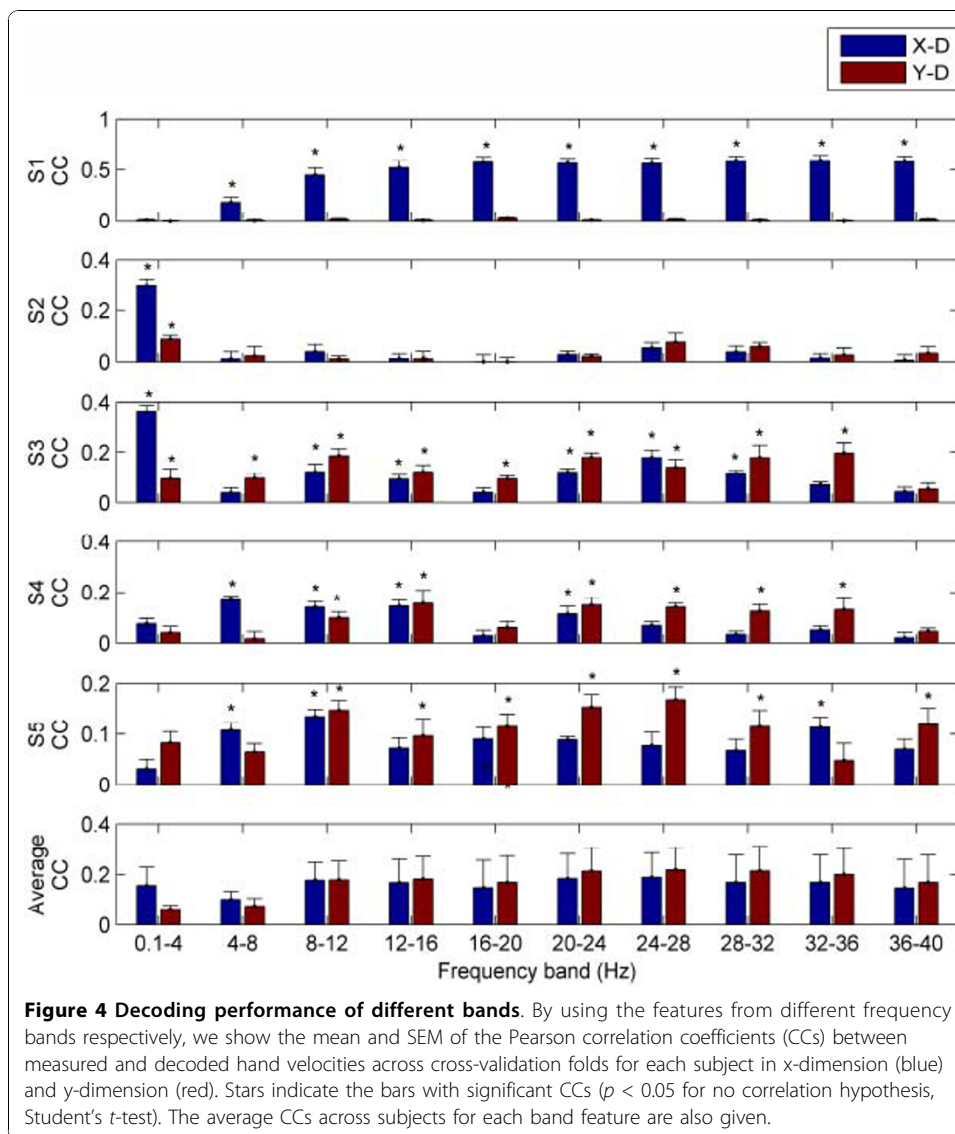 X-D
Y-D
S1
CC
1
0.5
0
* * * * * * * * *
S2
CC
0.4
0.2
0
* *
S3
CC
0.4
0.2
0
* * * * * * * * * * * * * * *
S4
CC
0.4
0.2
0
* * * * * * * * * *
S5
CC
0.2
0.1
0
* * * * * * * * * * *
Average
CC
0.4
0.2
0
0.1-4 4-8 8-12 12-16 16-20 20-24 24-28 28-32 32-36 36-40
Frequency band (Hz)
Figure 4 Decoding performance of different bands. By using the features from different frequency
bands respectively, we show the mean and SEM of the Pearson correlation coefficients (CCs) between
measured and decoded hand velocities across cross-validation folds for each subject in x-dimension (blue)
and y-dimension (red). Stars indicate the bars with significant CCs (p < 0.05 for no correlation hypothesis,
Student's t-test). The average CCs across subjects for each band feature are also given.